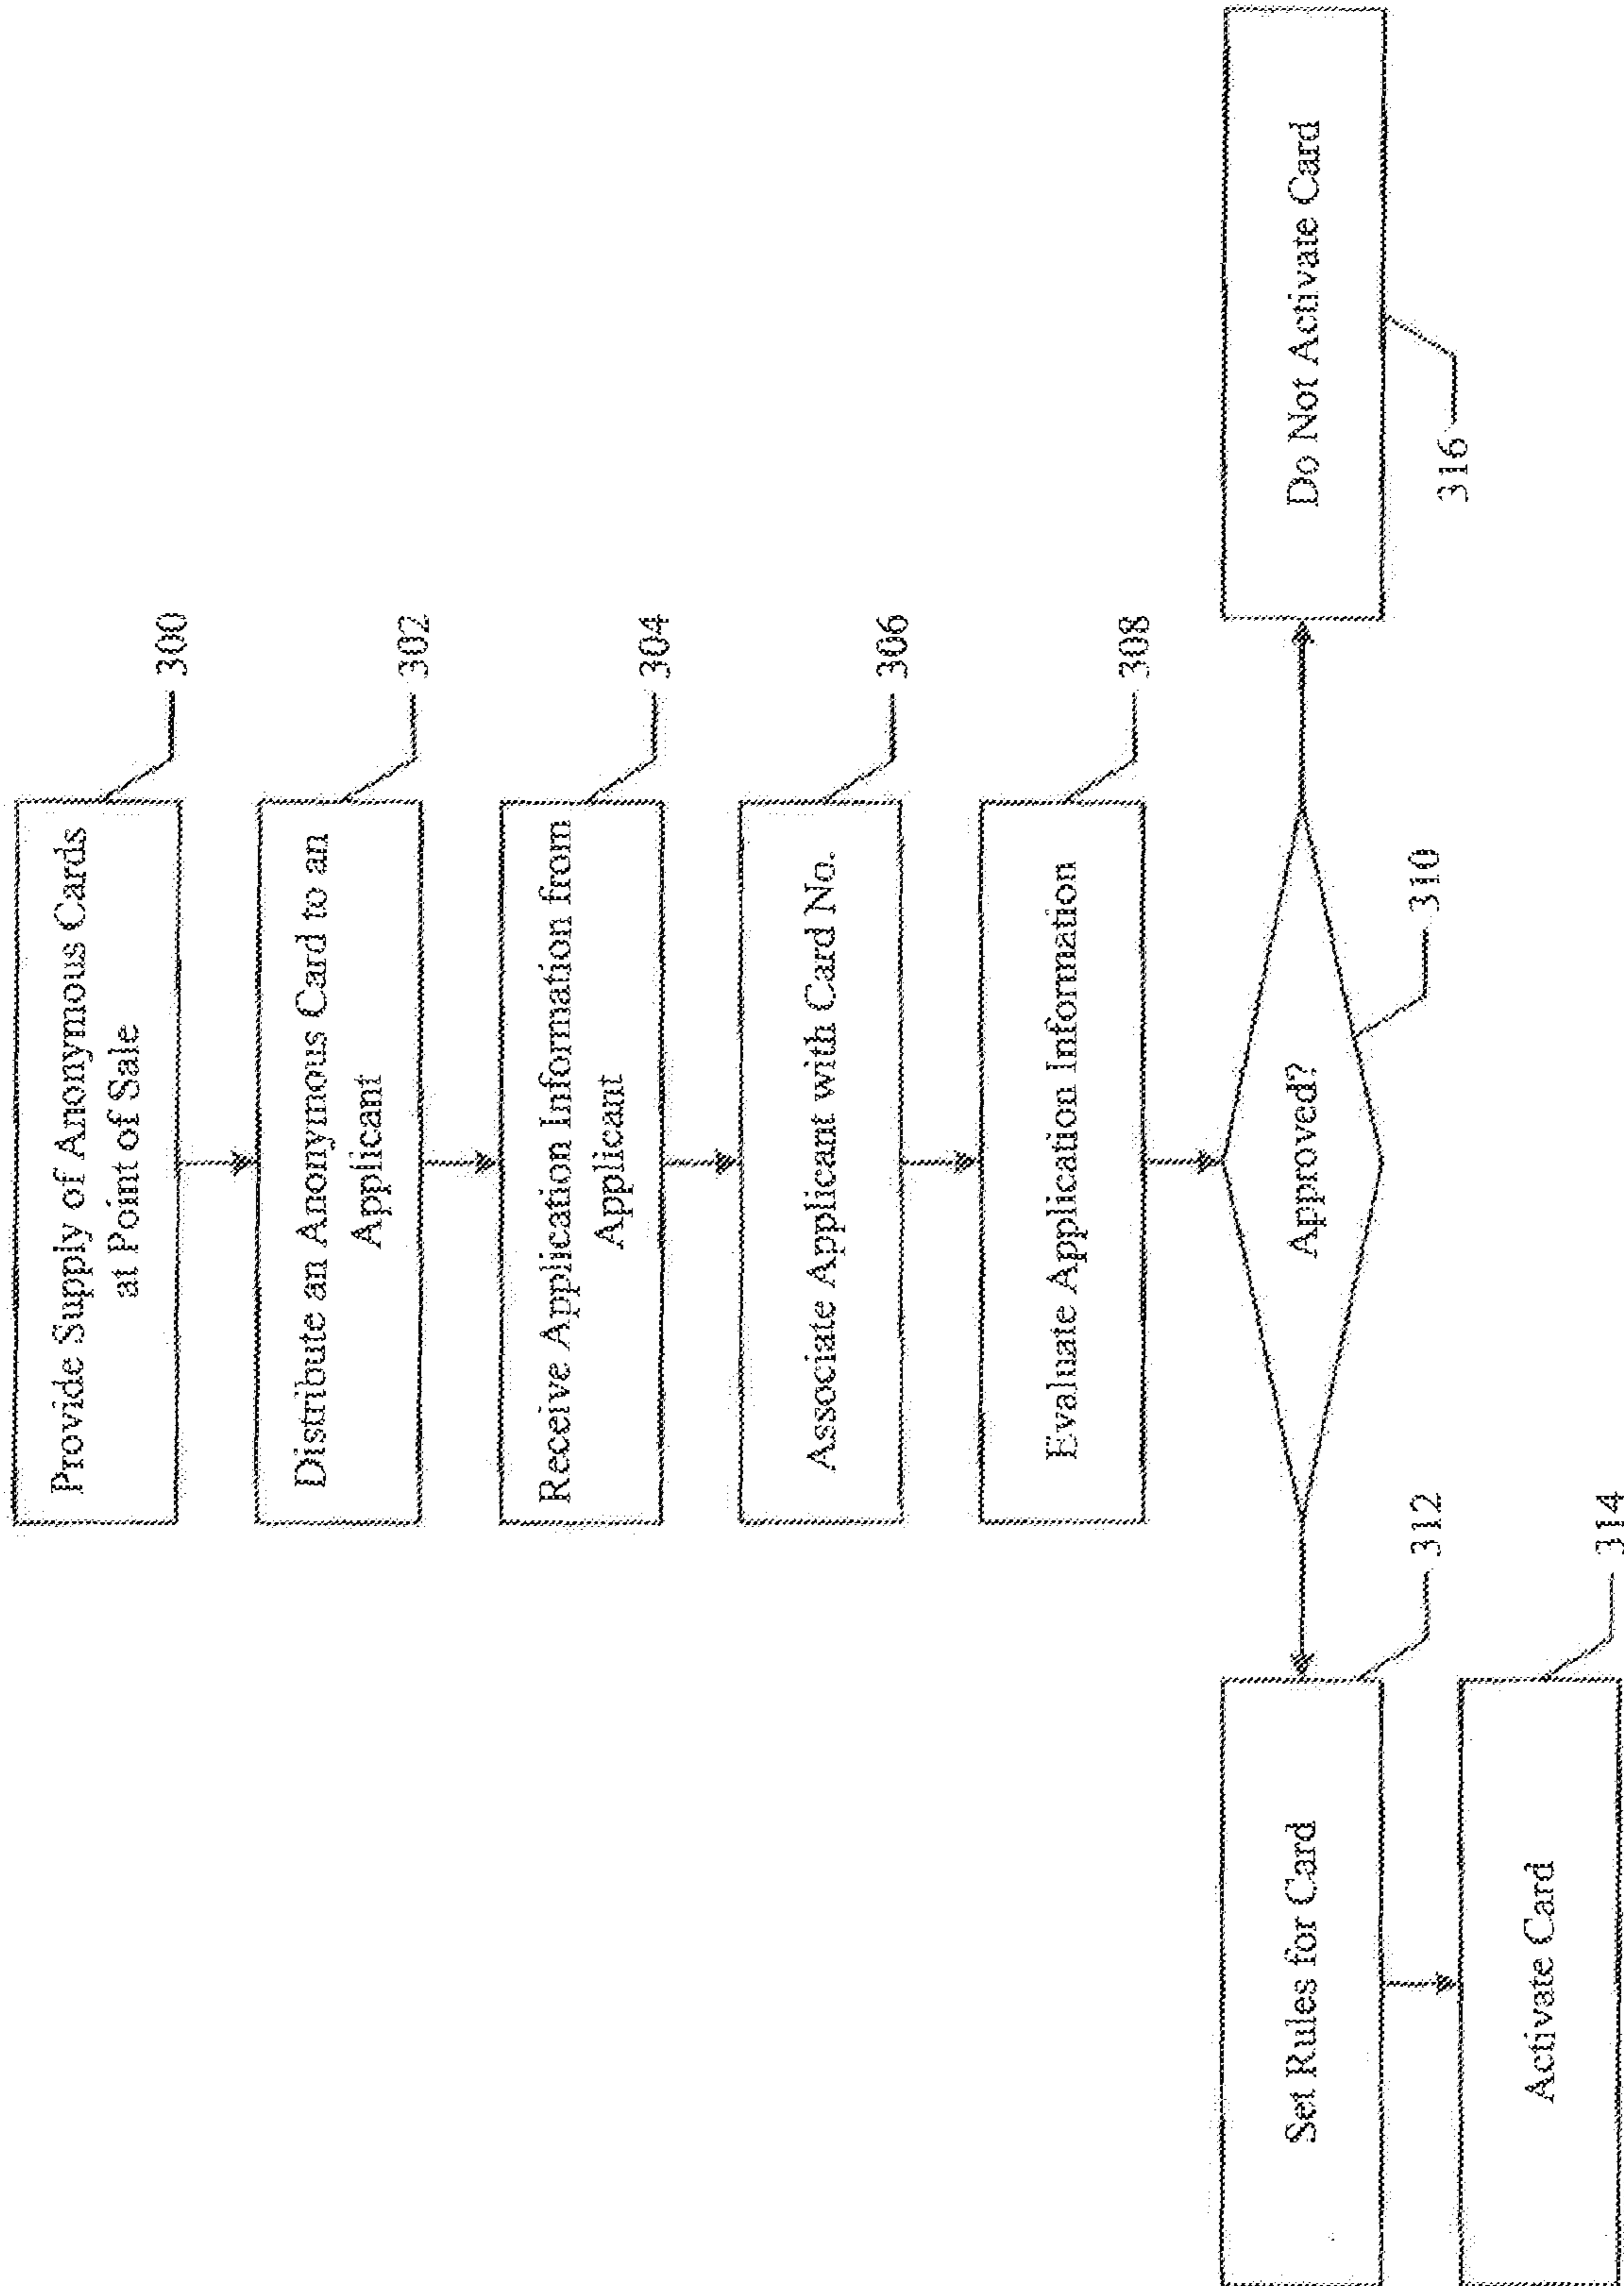 Provide Supply of Anonymous Cards
at Point of Sale
300
Distribute an Anonymous Card to an
Applicant
302
Receive Application Information from
Applicant
304
Associate Applicant with Card No.
306
Evaluate Application Information
308
Approved?
310
Set Rules for Card
312
Do Not Activate Card
316
Activate Card
314